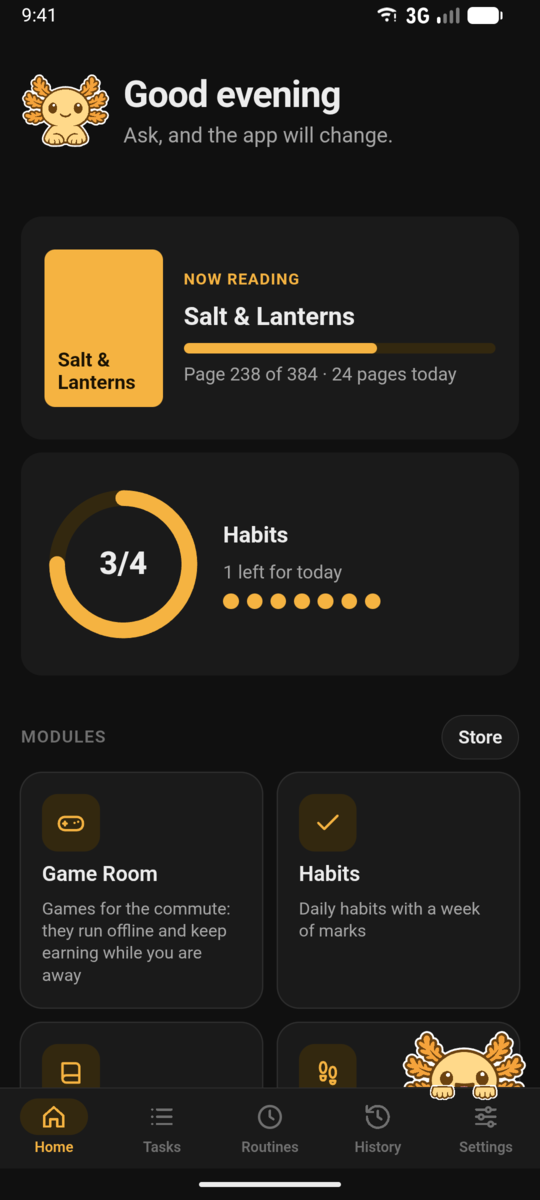 9:41
3G
Good evening
Ask, and the app will change.
Salt &
Lanterns
NOW READING
Salt & Lanterns
Page 238 of 384 · 24 pages today
3/4
Habits
1 left for today
MODULES
Store
Game Room
Games for the commute:
they run offline and keep
earning while you are
away
Habits
Daily habits with a week
of marks
Home
Tasks
Routines
History
Settings